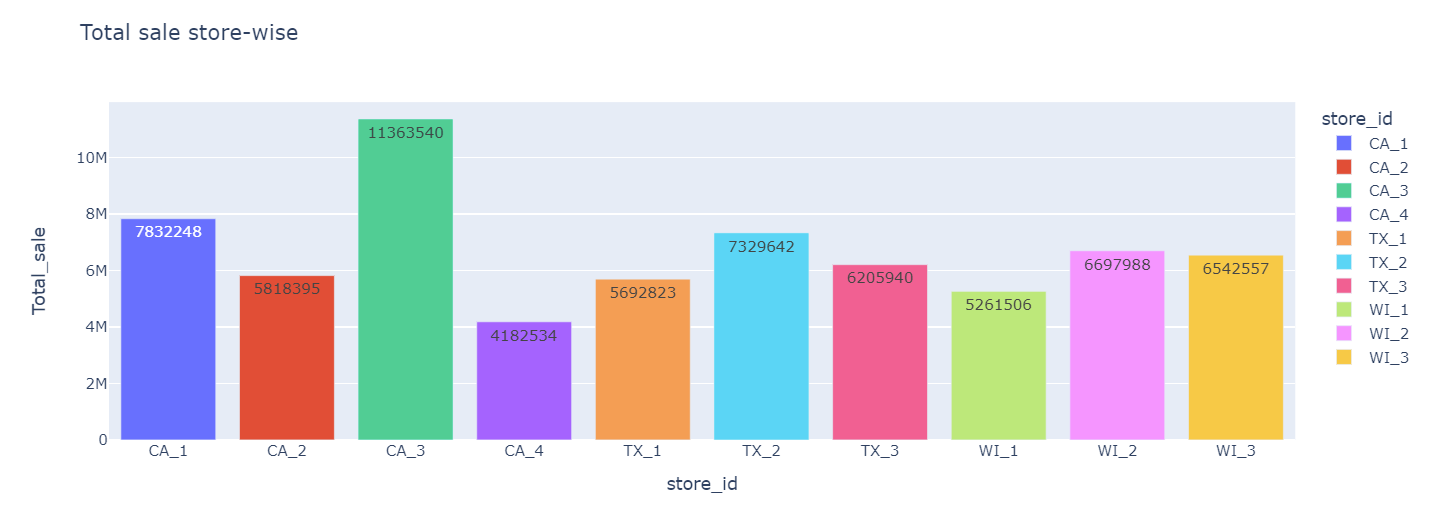 Total sale store-wise
store_id
CA_1
CA_2
CA_3
CA_4
TX_1
TX_2
TX_3
WI_1
WI_2
WI_3
Total_sale
10M
8M
6M
4M
2M
0
7832248
5818395
11363540
4182534
5692823
7329642
6205940
5261506
6697988
6542557
CA_1 CA_2 CA_3 CA_4 TX_1 TX_2 TX_3 WI_1 WI_2 WI_3
store_id